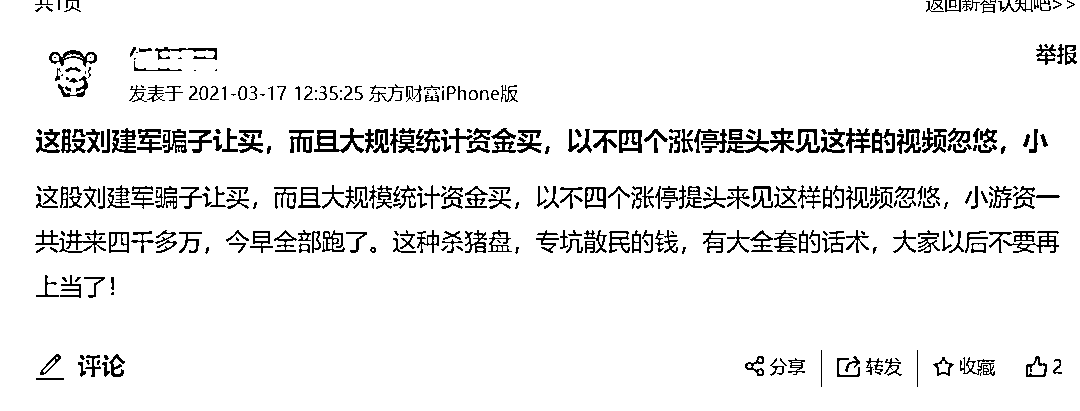 共1页
返回新智认知吧>>
举报
发表于 2021-03-17 12:35:25 东方财富iPhone版
这股刘建军骗子让买，而且大规模统计资金买，以不四个涨停提头来见这样的视频忽悠，小
这股刘建军骗子让买，而且大规模统计资金买，以不四个涨停提头来见这样的视频忽悠，小游资一
共进来四千多万，今早全部跑了。这种杀猪盘，专坑散民的钱，有大全套的话术，大家以后不要再
上当了！
评论
分享 转发 收藏 2